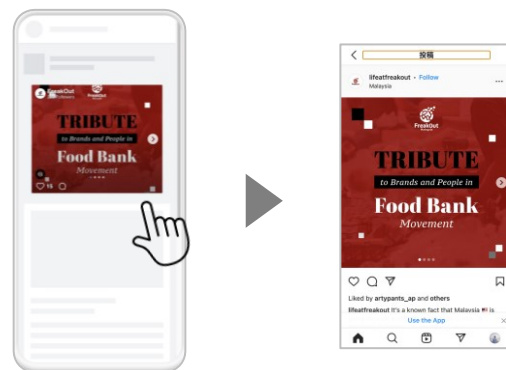 FreakOut
TRIBUTE
to Brands and People in
Food Bank
Movement
15
投稿
lifeatfreakout • Follow
Malaysia
FreakOut
TRIBUTE
to Brands and People in
Food Bank
Movement
Liked by artypants_ap and others
lifeatfreakout It's a known fact that Malaysia 🇲🇾 is
Use the App